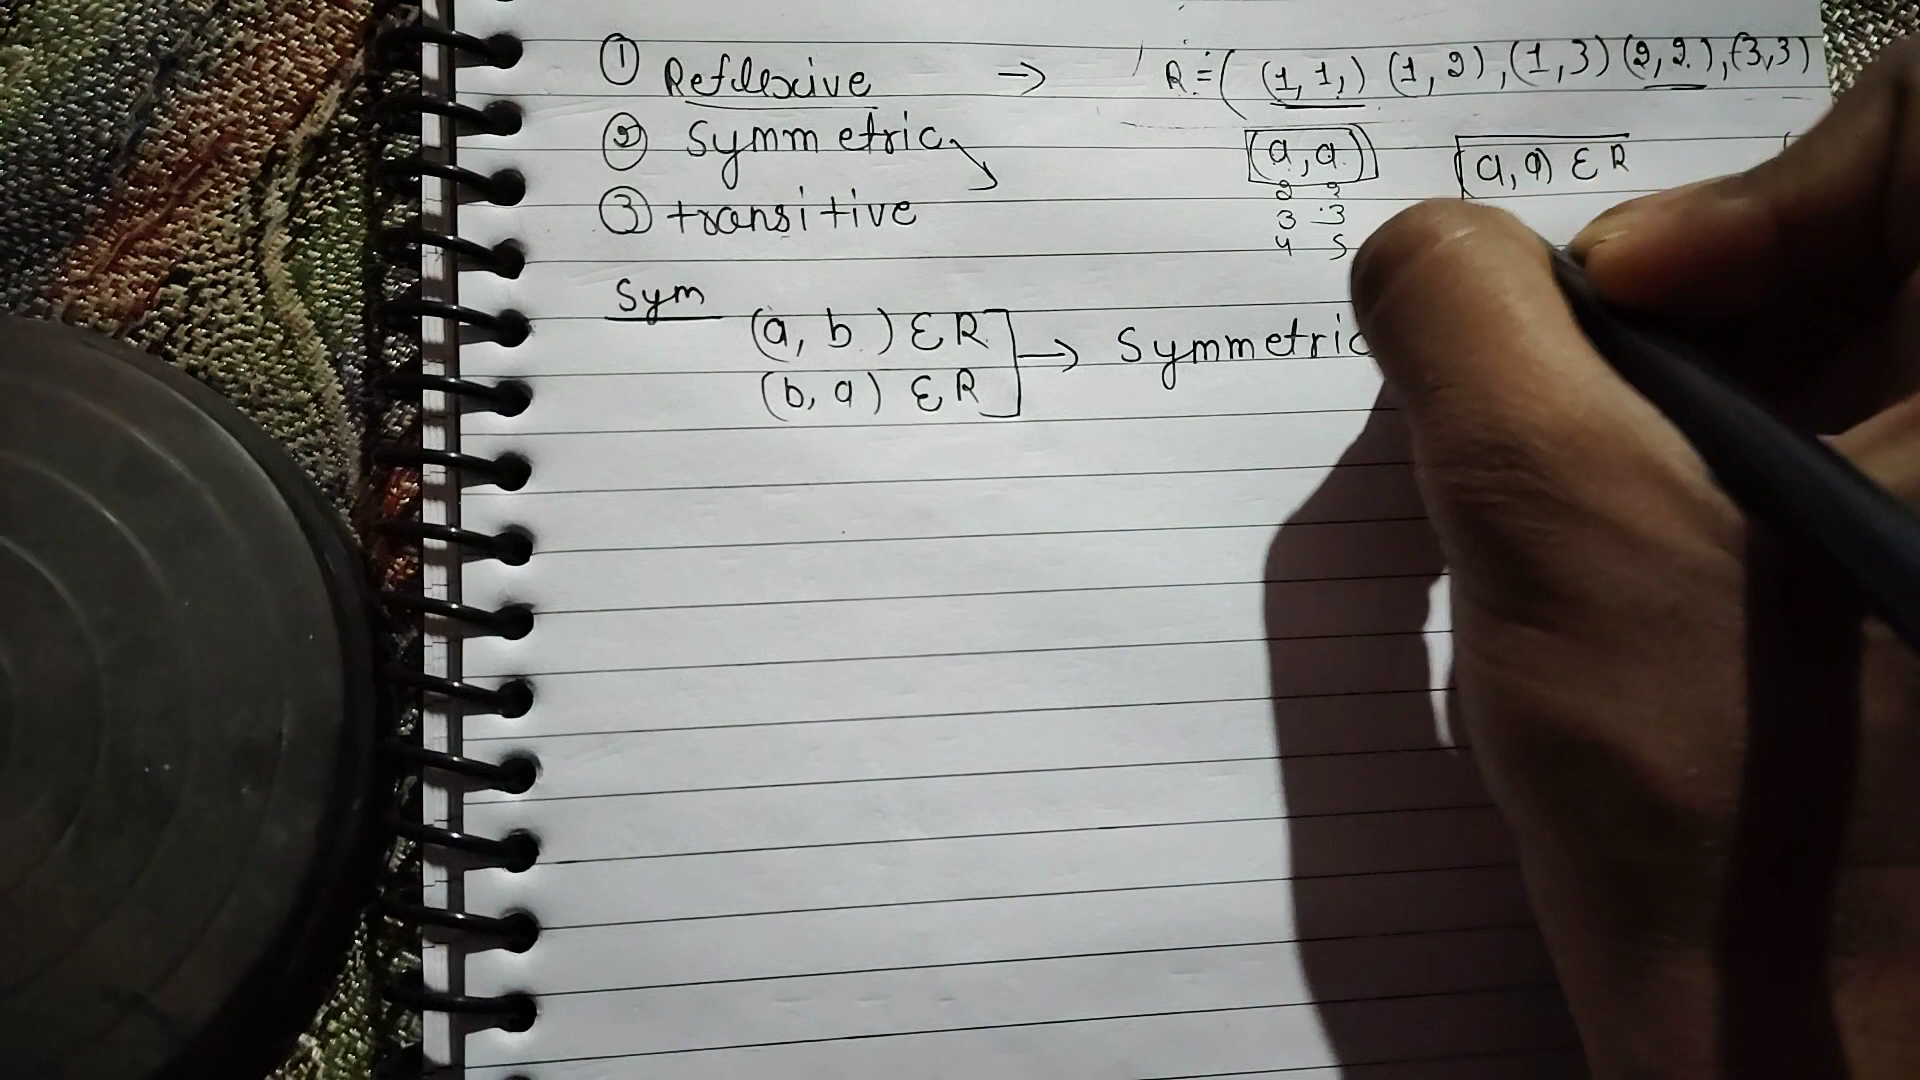 ① Reflexive → R = ( (1, 1,) (1, 2), (1, 3) (2, 2.), (3,3)
② Symmetric
(a, a) (a, a) ∈ R
2 2
③ transitive
3 3
4 5
Sym
(a, b) ∈ R
→ Symmetric
(b, a) ∈ R